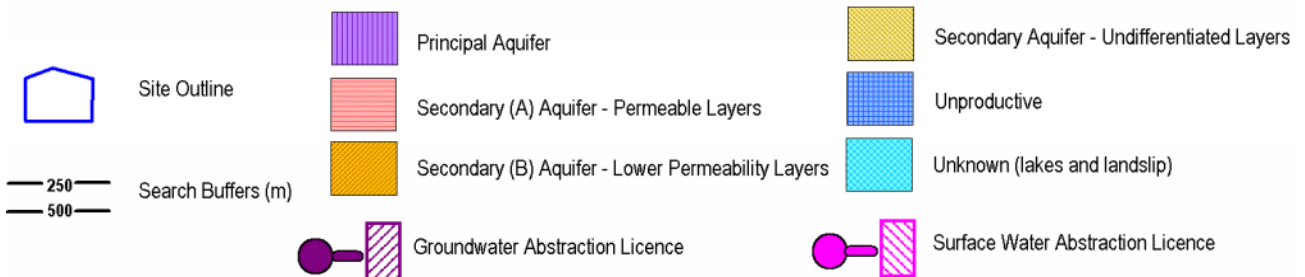 Site Outline
250
500
Search Buffers (m)
Principal Aquifer
Secondary (A) Aquifer - Permeable Layers
Secondary (B) Aquifer - Lower Permeability Layers
Groundwater Abstraction Licence
Secondary Aquifer - Undifferentiated Layers
Unproductive
Unknown (lakes and landslip)
Surface Water Abstraction Licence